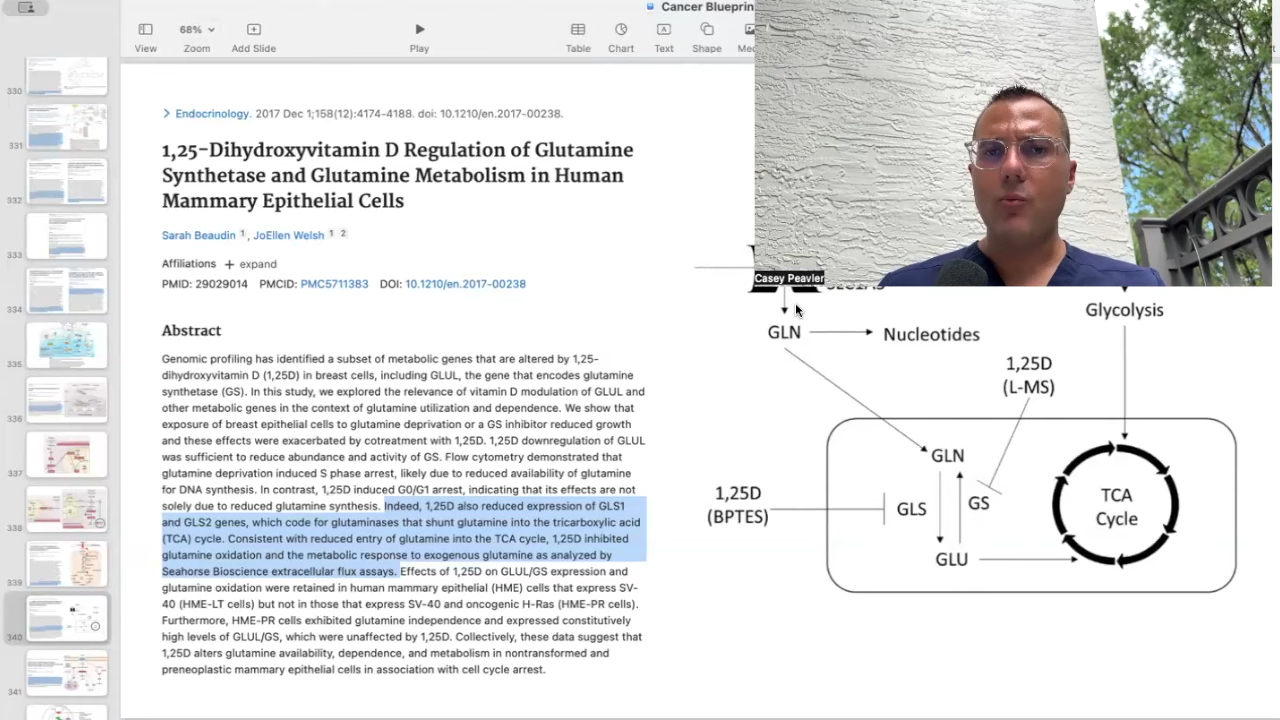 Cancer Blueprin
68%
View
Zoom
Add Slide
Play
Table
Chart
Text
Shape
330
331
332
333
334
335
336
337
338
339
340
341
Endocrinology. 2017 Dec 1;158(12):4174-4188. doi: 10.1210/en.2017-00238.
1,25-Dihydroxyvitamin D Regulation of Glutamine
Synthetase and Glutamine Metabolism in Human
Mammary Epithelial Cells
Sarah Beaudin 1, JoEllen Welsh 1 2
Affiliations + expand
PMID: 29029014 PMCID: PMC5711383 DOI: 10.1210/en.2017-00238
Abstract
Genomic profiling has identified a subset of metabolic genes that are altered by 1,25-
dihydroxyvitamin D (1,25D) in breast cells, including GLUL, the gene that encodes glutamine
synthetase (GS). In this study, we explored the relevance of vitamin D modulation of GLUL and
other metabolic genes in the context of glutamine utilization and dependence. We show that
exposure of breast epithelial cells to glutamine deprivation or a GS inhibitor reduced growth
and these effects were exacerbated by cotreatment with 1,25D. 1,25D downregulation of GLUL
was sufficient to reduce abundance and activity of GS. Flow cytometry demonstrated that
glutamine deprivation induced S phase arrest, likely due to reduced availability of glutamine
for DNA synthesis. In contrast, 1,25D induced G0/G1 arrest, indicating that its effects are not
solely due to reduced glutamine synthesis. Indeed, 1,25D also reduced expression of GLS1
and GLS2 genes, which code for glutaminases that shunt glutamine into the tricarboxylic acid
(TCA) cycle. Consistent with reduced entry of glutamine into the TCA cycle, 1,25D inhibited
glutamine oxidation and the metabolic response to exogenous glutamine as analyzed by
Seahorse Bioscience extracellular flux assays. Effects of 1,25D on GLUL/GS expression and
glutamine oxidation were retained in human mammary epithelial (HME) cells that express SV-
40 (HME-LT cells) but not in those that express SV-40 and oncogenic H-Ras (HME-PR cells).
Furthermore, HME-PR cells exhibited glutamine independence and expressed constitutively
high levels of GLUL/GS, which were unaffected by 1,25D. Collectively, these data suggest that
1,25D alters glutamine availability, dependence, and metabolism in nontransformed and
preneoplastic mammary epithelial cells in association with cell cycle arrest.
Casey Peavler
Glycolysis
GLN
Nucleotides
1,25D
(L-MS)
GLN
1,25D
(BPTES)
GLS
GS
TCA
Cycle
GLU